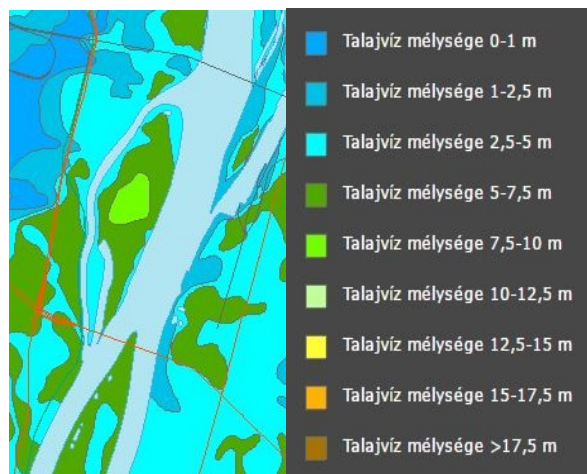 Talajvíz mélysége 0-1 m
Talajvíz mélysége 1-2,5 m
Talajvíz mélysége 2,5-5 m
Talajvíz mélysége 5-7,5 m
Talajvíz mélysége 7,5-10 m
Talajvíz mélysége 10-12,5 m
Talajvíz mélysége 12,5-15 m
Talajvíz mélysége 15-17,5 m
Talajvíz mélysége >17,5 m